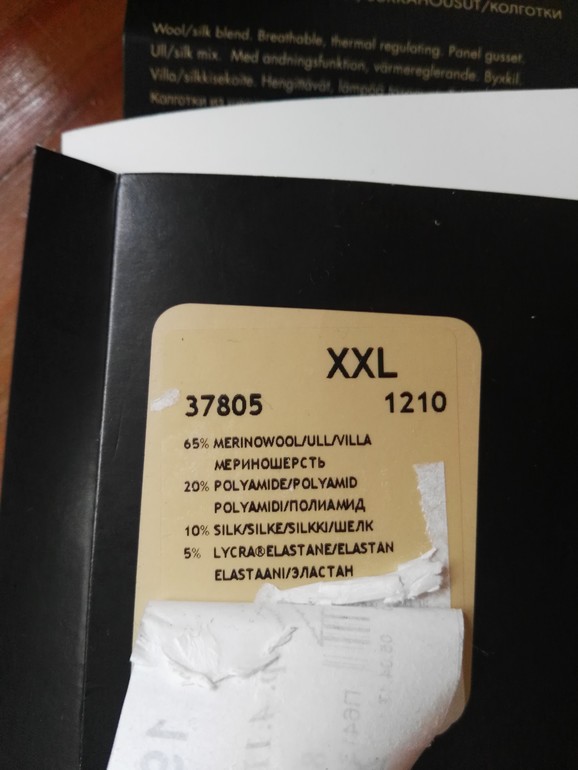 SUKKAHOUSUT/КОЛГОТКИ
Wool/silk blend. Breathable, thermal regulating. Panel gusset.
Ull/silk mix. Med andningsfunktion, värmereglerande. Byxkil.
Villa/silkkisekoite. Hengittävät, lämpöä
Колготки из
XXL
37805 1210
65% MERINOWOOL/ULL/VILLA
МЕРИНОШЕРСТЬ
20% POLYAMIDE/POLYAMID
POLYAMIDI/ПОЛИАМИД
10% SILK/SILKE/SILKKI/ШЕЛК
5% LYCRA®ELASTANE/ELASTAN
ELASTAANI/ЭЛАСТАН